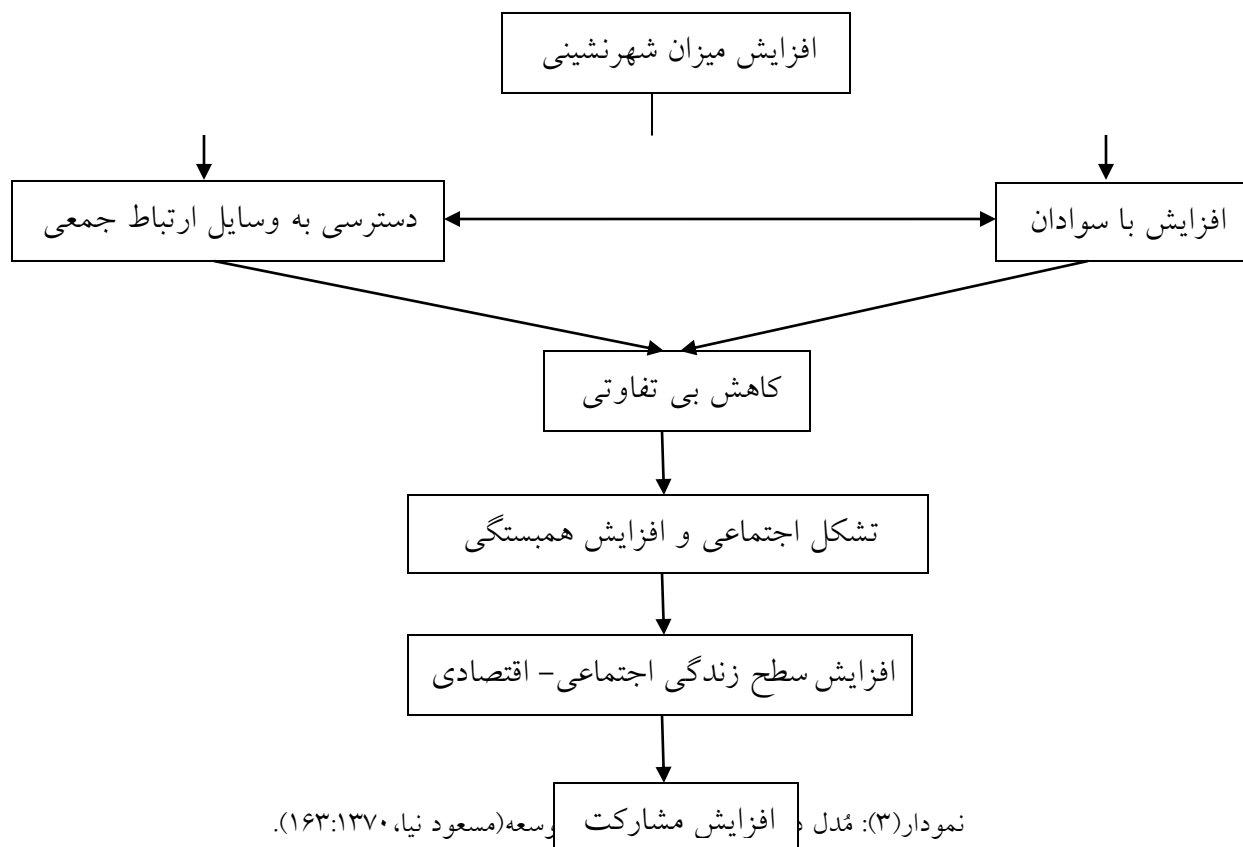 افزایش میزان شهرنشینی
افزایش با سوادان
دسترسی به وسایل ارتباط جمعی
کاهش بی تفاوتی
تشکل اجتماعی و افزایش همبستگی
افزایش سطح زندگی اجتماعی- اقتصادی
افزایش مشارکت
نمودار(۳): مُدل وسعه(مسعود نیا،۱۶۳:۱۳۷۰).